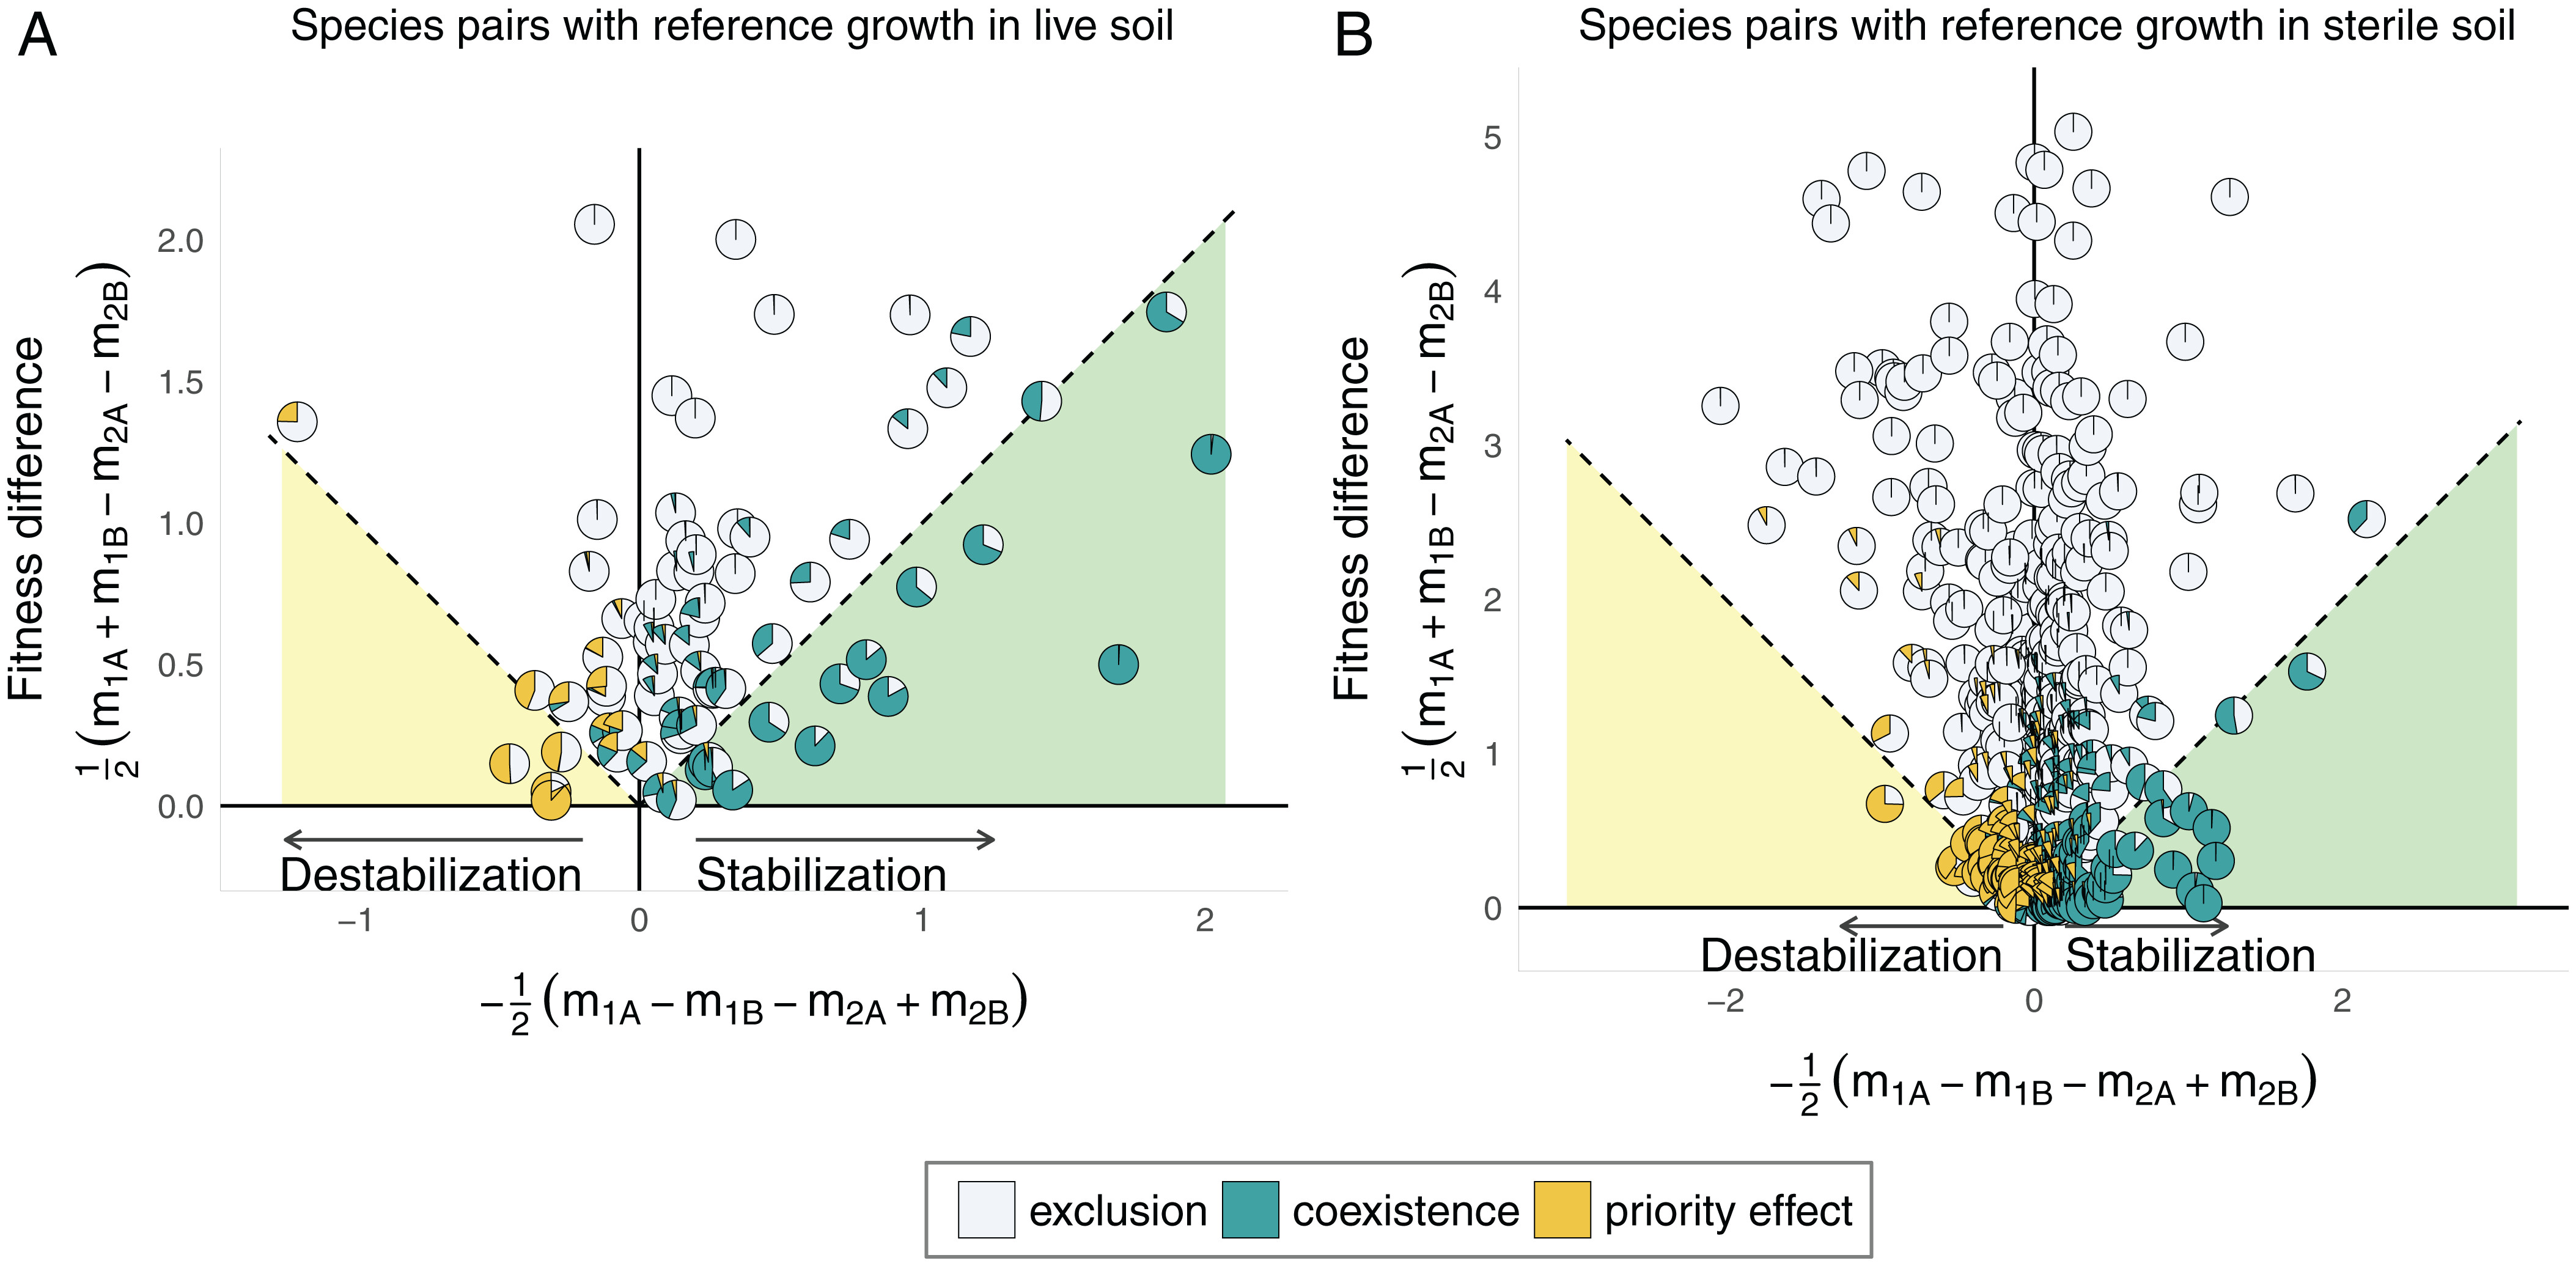 A
Species pairs with reference growth in live soil
Fitness difference
1/2 (m1A + m1B − m2A − m2B)
2.0
1.5
1.0
0.5
0.0
Destabilization
Stabilization
−1
0
1
2
−1/2 (m1A − m1B − m2A + m2B)
B
Species pairs with reference growth in sterile soil
Fitness difference
1/2 (m1A + m1B − m2A − m2B)
5
4
3
2
1
0
Destabilization
Stabilization
−2
0
2
−1/2 (m1A − m1B − m2A + m2B)
exclusion
coexistence
priority effect